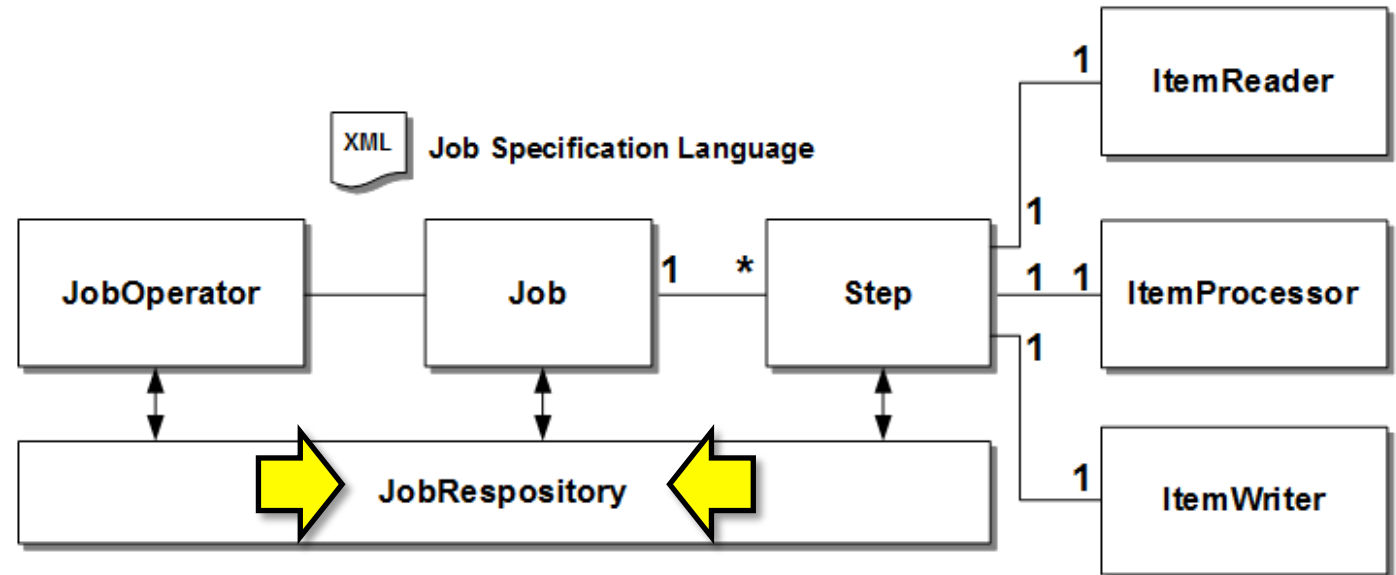 1
ItemReader
XML
Job Specification Language
1
JobOperator
Job
1
*
Step
1
1
ItemProcessor
1
JobRespository
1
ItemWriter